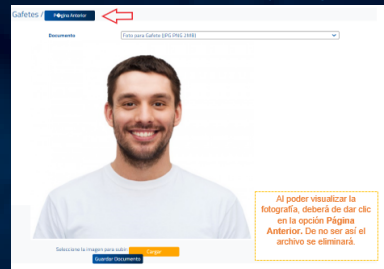 Gafetes / P�gina Anterior
Documento Foto para Gafete (JPG PNG 2MB)
Al poder visualizar la
fotografía, deberá de dar clic
en la opción Página
Anterior. De no ser así el
archivo se eliminará.
Seleccione la imagen para subir: Cargar
Guardar Documento